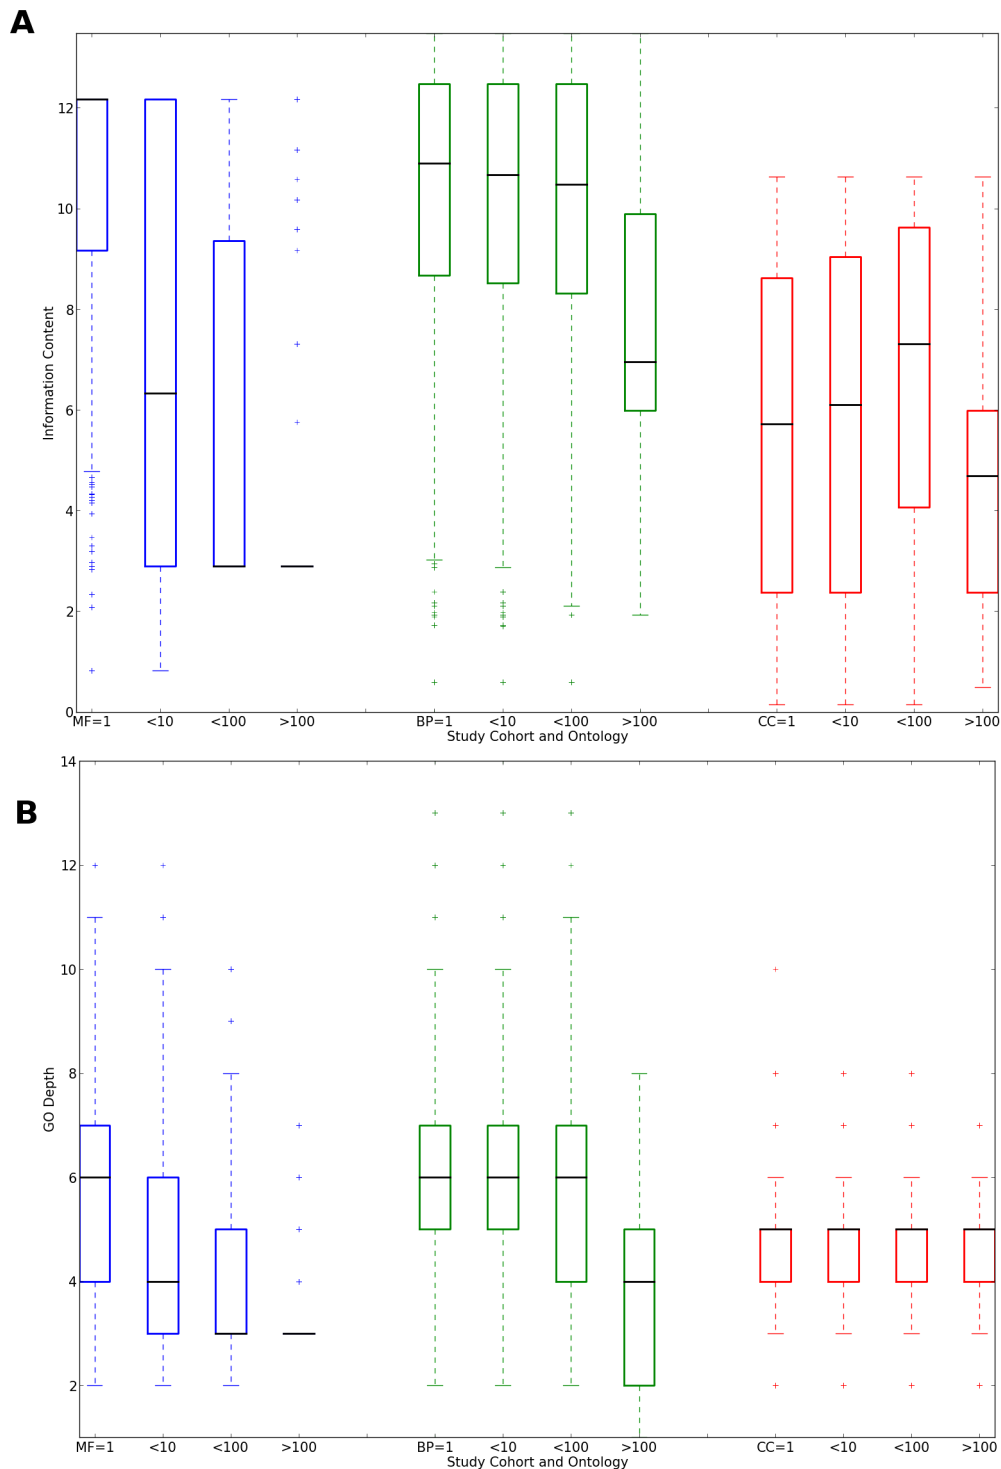 A
12
10
8
6
4
2
0
Information Content
MF=1 <10 <100 >100 BP=1 <10 <100 >100 CC=1 <10 <100 >100
Study Cohort and Ontology
B
14
12
10
8
6
4
2
GO Depth
MF=1 <10 <100 >100 BP=1 <10 <100 >100 CC=1 <10 <100 >100
Study Cohort and Ontology